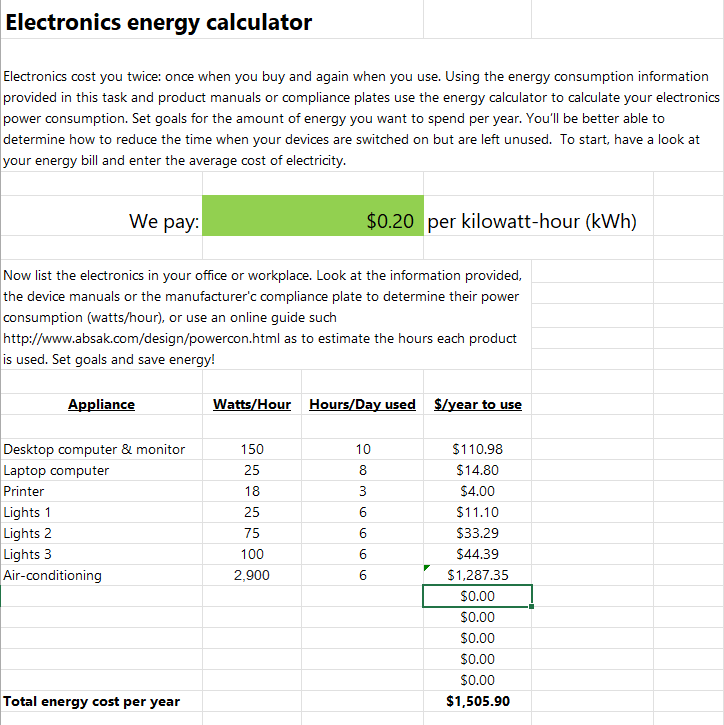 Electronics energy calculator
Electronics cost you twice: once when you buy and again when you use. Using the energy consumption information
provided in this task and product manuals or compliance plates use the energy calculator to calculate your electronics
power consumption. Set goals for the amount of energy you want to spend per year. You'll be better able to
determine how to reduce the time when your devices are switched on but are left unused.  To start, have a look at
your energy bill and enter the average cost of electricity.
We pay: $0.20 per kilowatt-hour (kWh)
Now list the electronics in your office or workplace. Look at the information provided,
the device manuals or the manufacturer's compliance plate to determine their power
consumption (watts/hour), or use an online guide such
http://www.absak.com/design/powercon.html as to estimate the hours each product
is used. Set goals and save energy!
Appliance Watts/Hour Hours/Day used $/year to use
Desktop computer & monitor 150 10 $110.98
Laptop computer 25 8 $14.80
Printer 18 3 $4.00
Lights 1 25 6 $11.10
Lights 2 75 6 $33.29
Lights 3 100 6 $44.39
Air-conditioning 2,900 6 $1,287.35
$0.00
$0.00
$0.00
$0.00
$0.00
Total energy cost per year $1,505.90